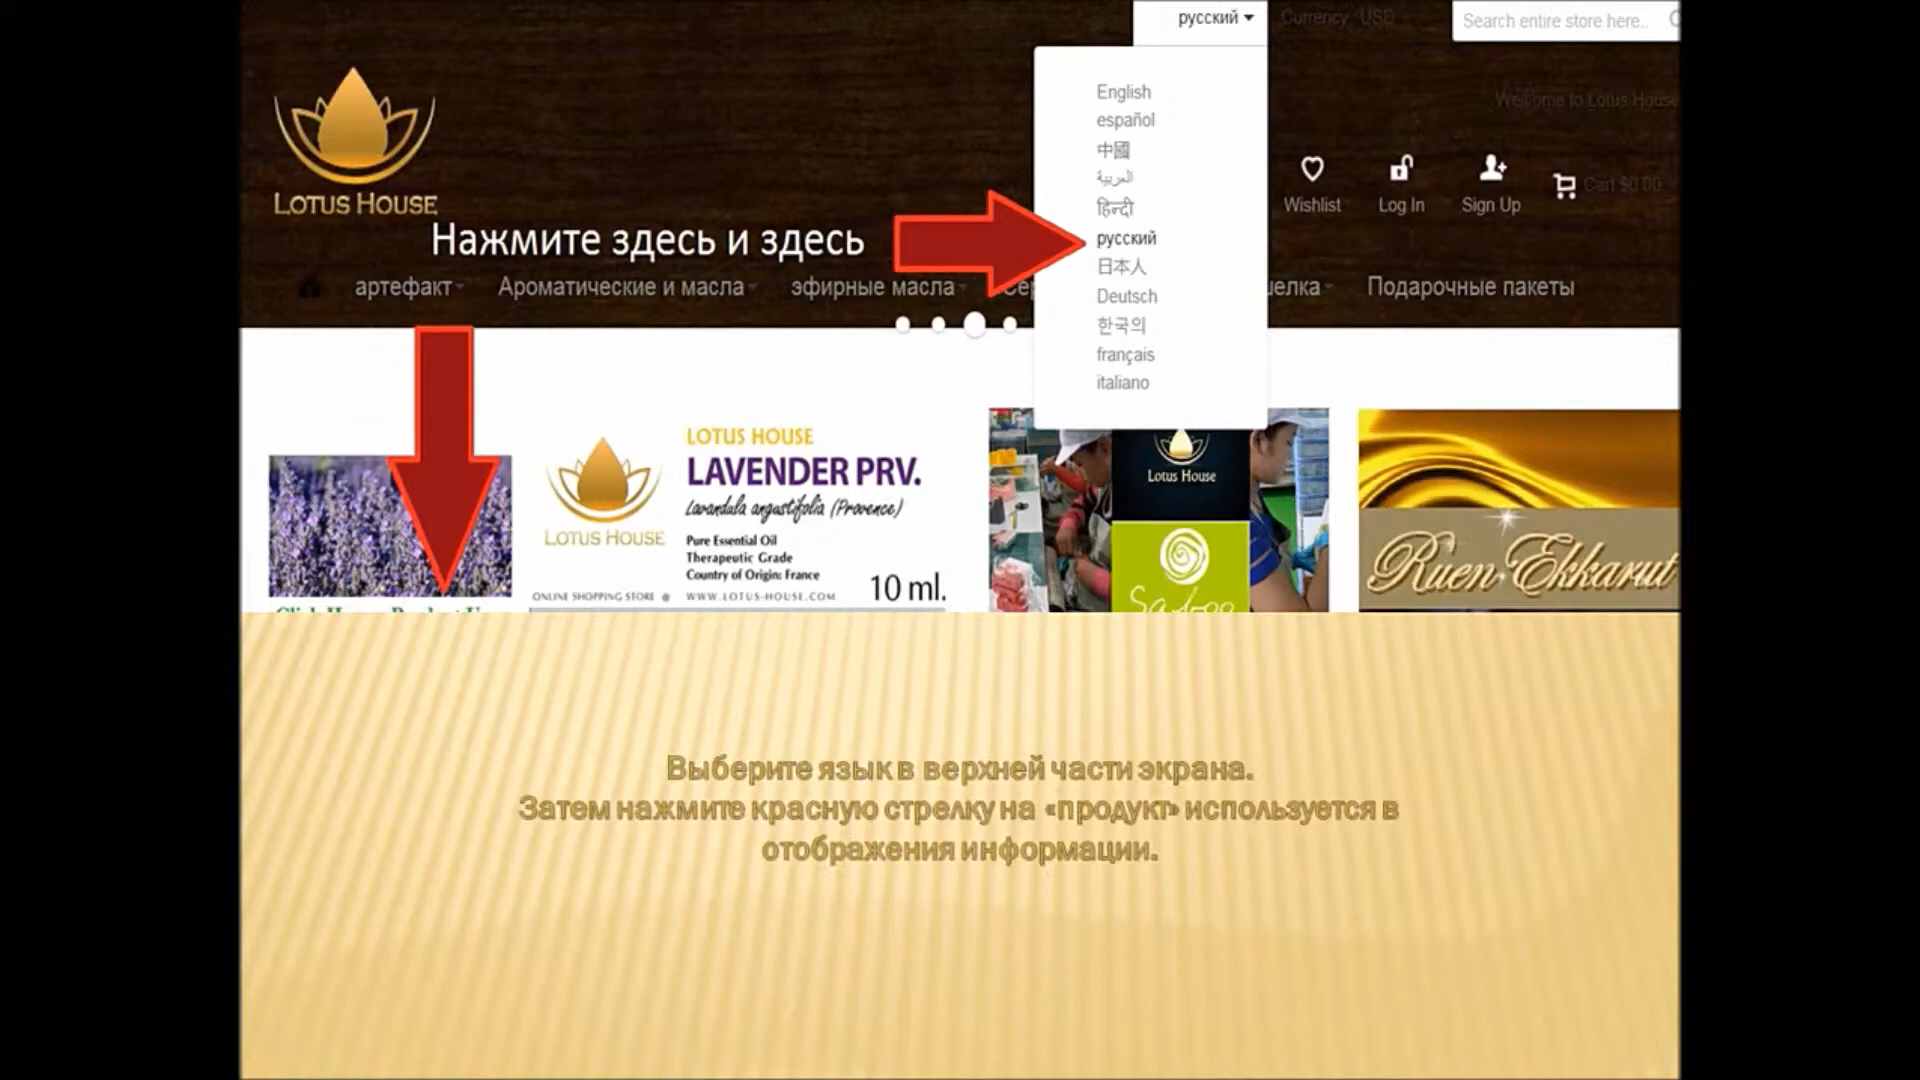 русский
Currency USD
Search entire store here..
English
español
中國
العربية
हिन्दी
русский
日本人
Deutsch
한국의
français
italiano
Welcome to Lotus House
LOTUS HOUSE
Wishlist
Log In
Sign Up
Cart $0.00
Нажмите здесь и здесь
артефакт
Ароматические и масла
эфирные масла
Подарочные пакеты
LOTUS HOUSE
LAVENDER PRV.
Lavandula angustifolia (Provence)
LOTUS HOUSE
Pure Essential Oil
Therapeutic Grade
Country of Origin: France
10 ml.
ONLINE SHOPPING STORE @ WWW.LOTUS-HOUSE.COM
Lotus House
Ruen Ekkarut
Выберите язык в верхней части экрана.
Затем нажмите красную стрелку на «продукт» используется в
отображения информации.